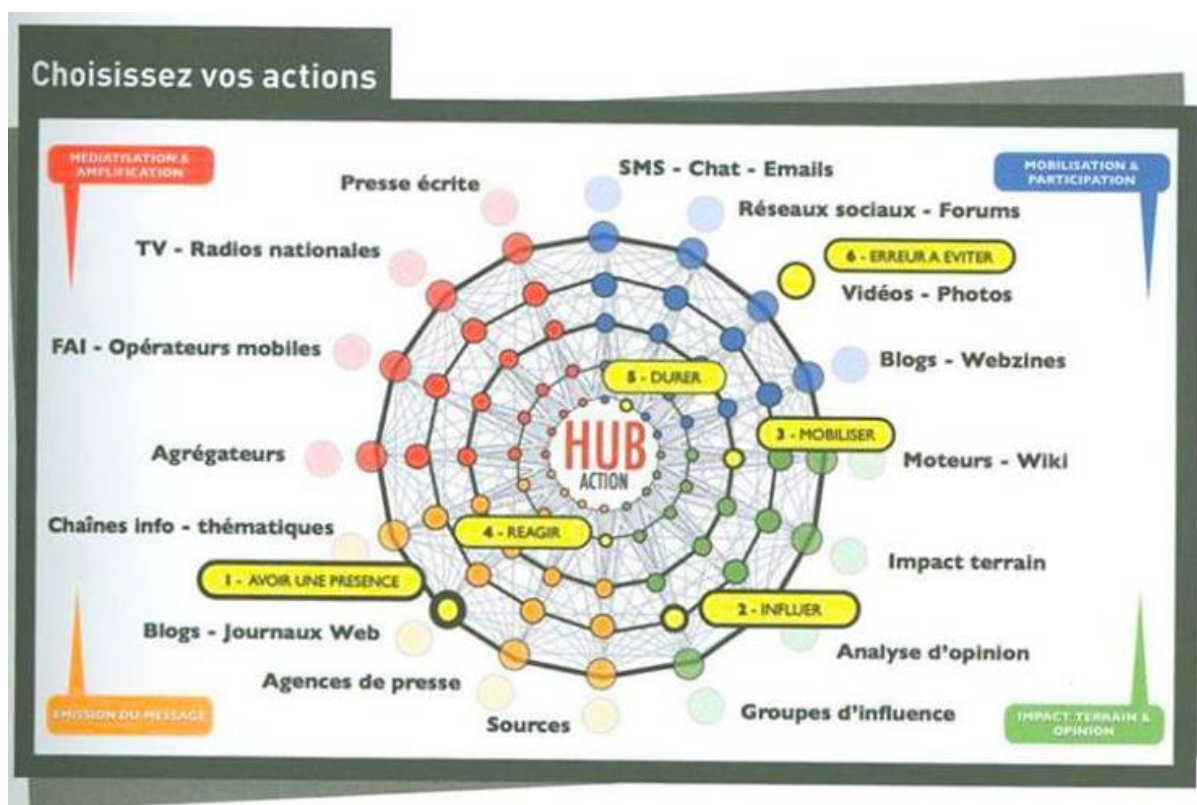 Choisissez vos actions
MEDIATISATION &
AMPLIFICATION
MOBILISATION &
PARTICIPATION
SMS - Chat - Emails
Presse écrite
Réseaux sociaux - Forums
TV - Radios nationales
6 - ERREUR A EVITER
Vidéos - Photos
FAI - Opérateurs mobiles
Blogs - Webzines
5 - DURER
3 - MOBILISER
HUB
ACTION
Agrégateurs
Moteurs - Wiki
Chaînes info - thématiques
4 - REAGIR
Impact terrain
1 - AVOIR UNE PRESENCE
2 - INFLUER
Blogs - Journaux Web
Analyse d'opinion
Agences de presse
Groupes d'influence
Sources
EMISSION DU MESSAGE
IMPACT TERRAIN &
OPINION